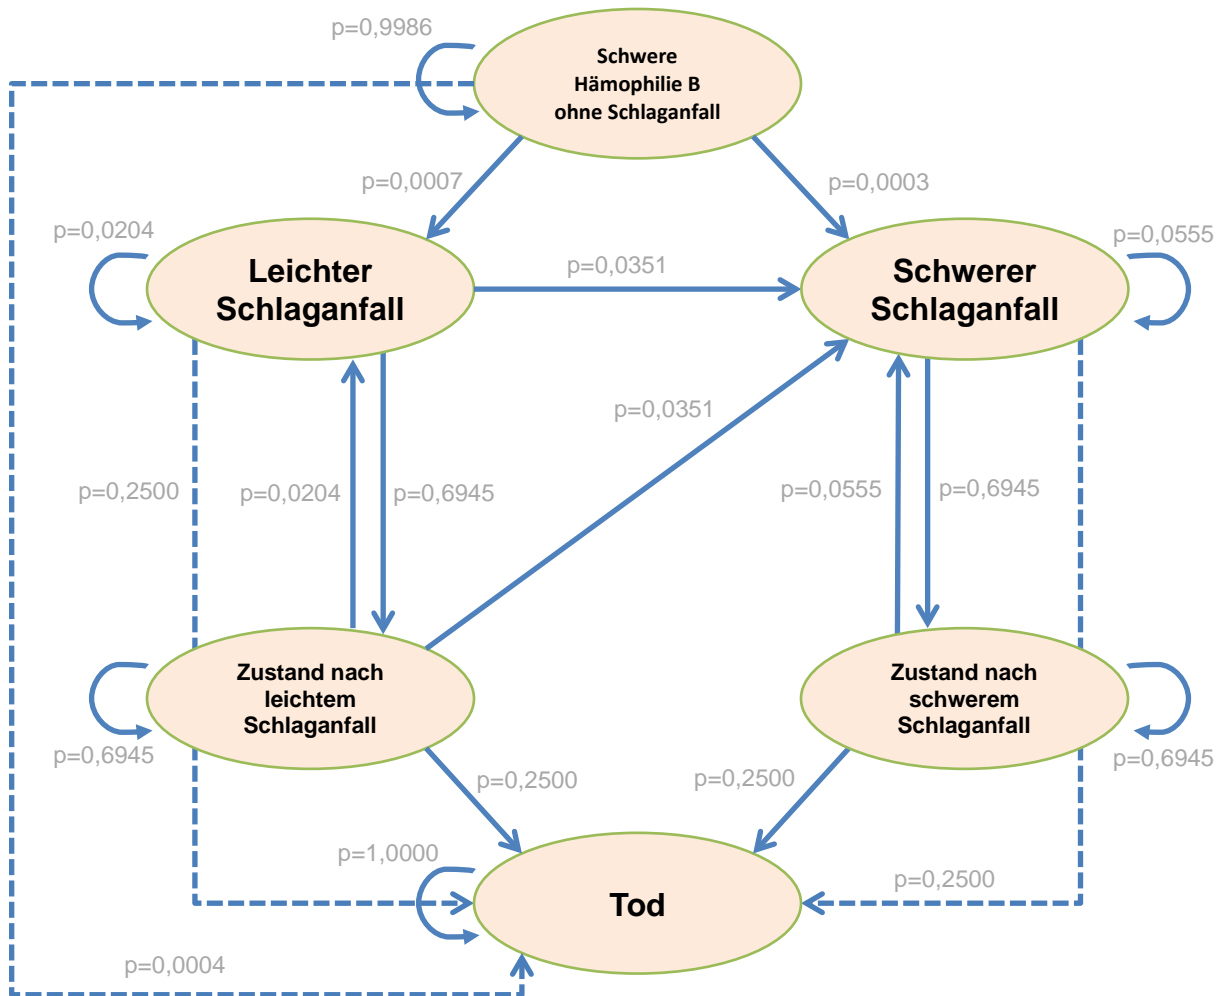 p=0,9986
Schwere
Hämophilie B
ohne Schlaganfall
p=0,0007
p=0,0003
p=0,0204
p=0,0555
Leichter
Schlaganfall
p=0,0351
Schwerer
Schlaganfall
p=0,0351
p=0,2500
p=0,0204
p=0,6945
p=0,0555
p=0,6945
Zustand nach
leichtem
Schlaganfall
Zustand nach
schwerem
Schlaganfall
p=0,6945
p=0,6945
p=0,2500
p=0,2500
p=1,0000
p=0,2500
Tod
p=0,0004